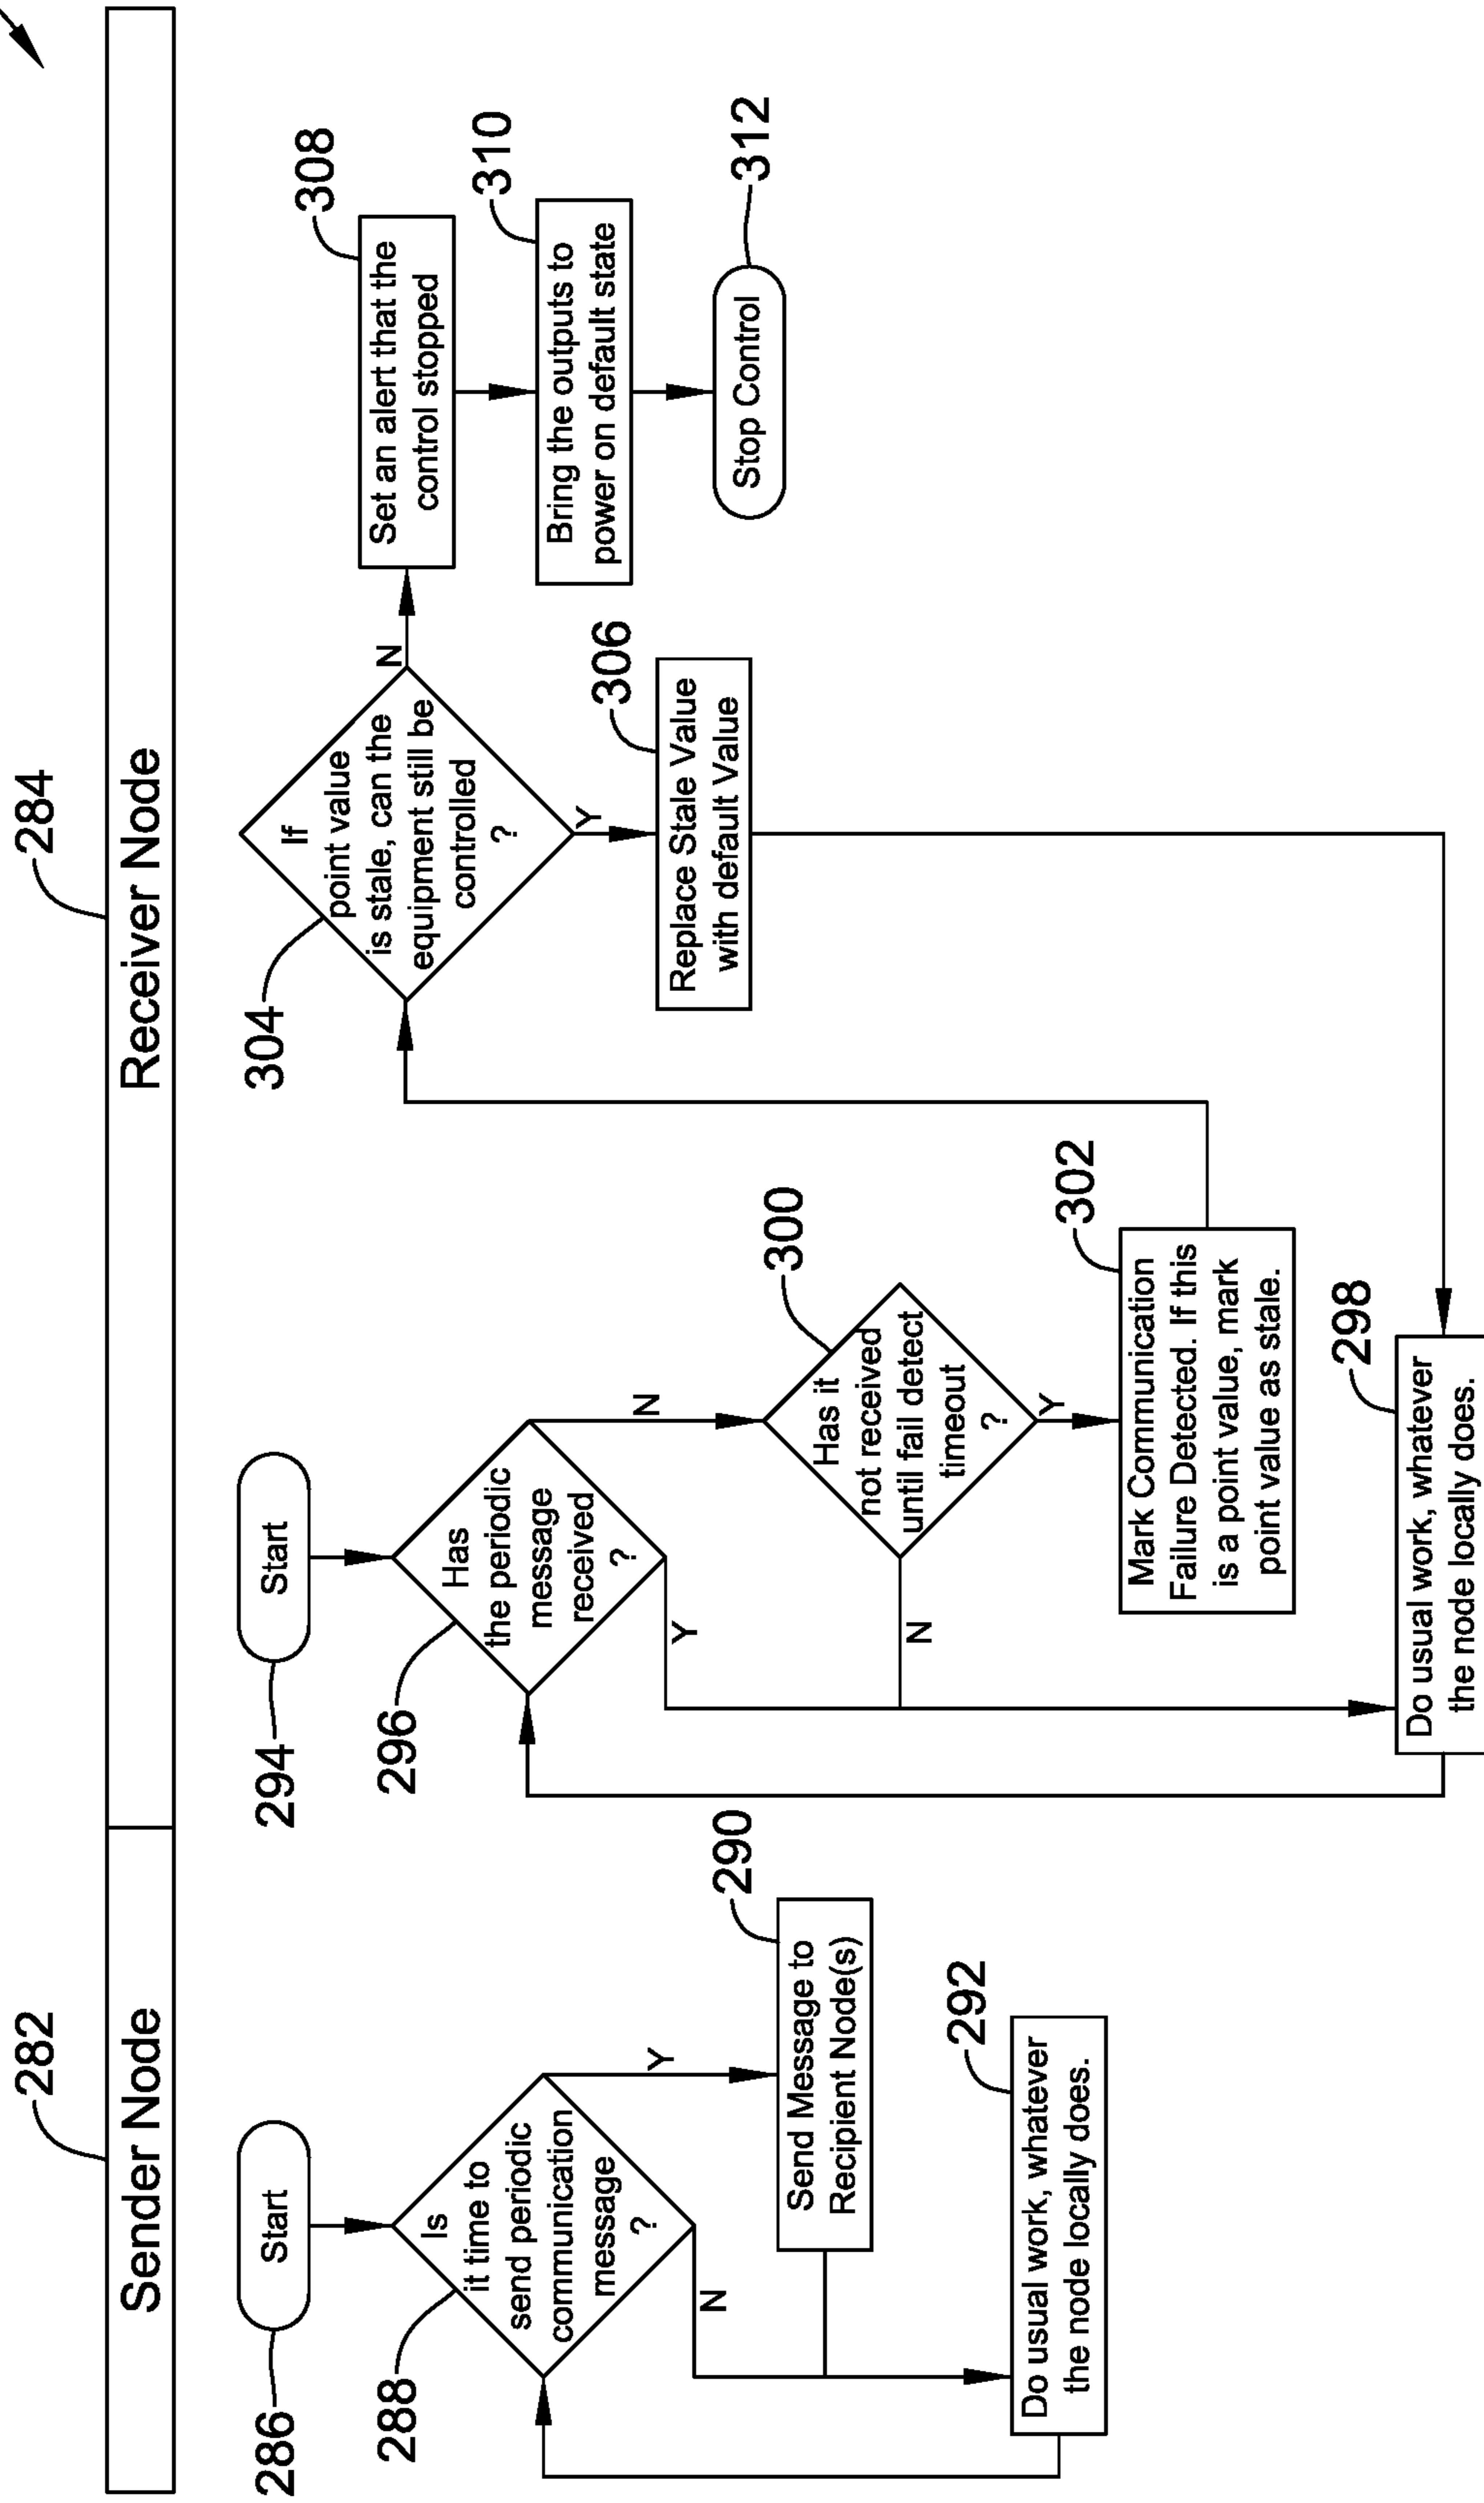 282
284
Sender Node
Receiver Node
286
Start
288
Is
it time to
send periodic
communication
message
?
Y
N
290
Send Message to
Recipient Node(s)
292
Do usual work, whatever
the node locally does.
294
Start
296
Has
the periodic
message
received
?
N
Y
300
Has it
not received
until fail detect
timeout
?
N
Y
302
Mark Communication
Failure Detected. If this
is a point value, mark
point value as stale.
298
Do usual work, whatever
the node locally does.
304
If
point value
is stale, can the
equipment still be
controlled
?
N
Y
306
Replace Stale Value
with default Value
308
Set an alert that the
control stopped
310
Bring the outputs to
power on default state
312
Stop Control